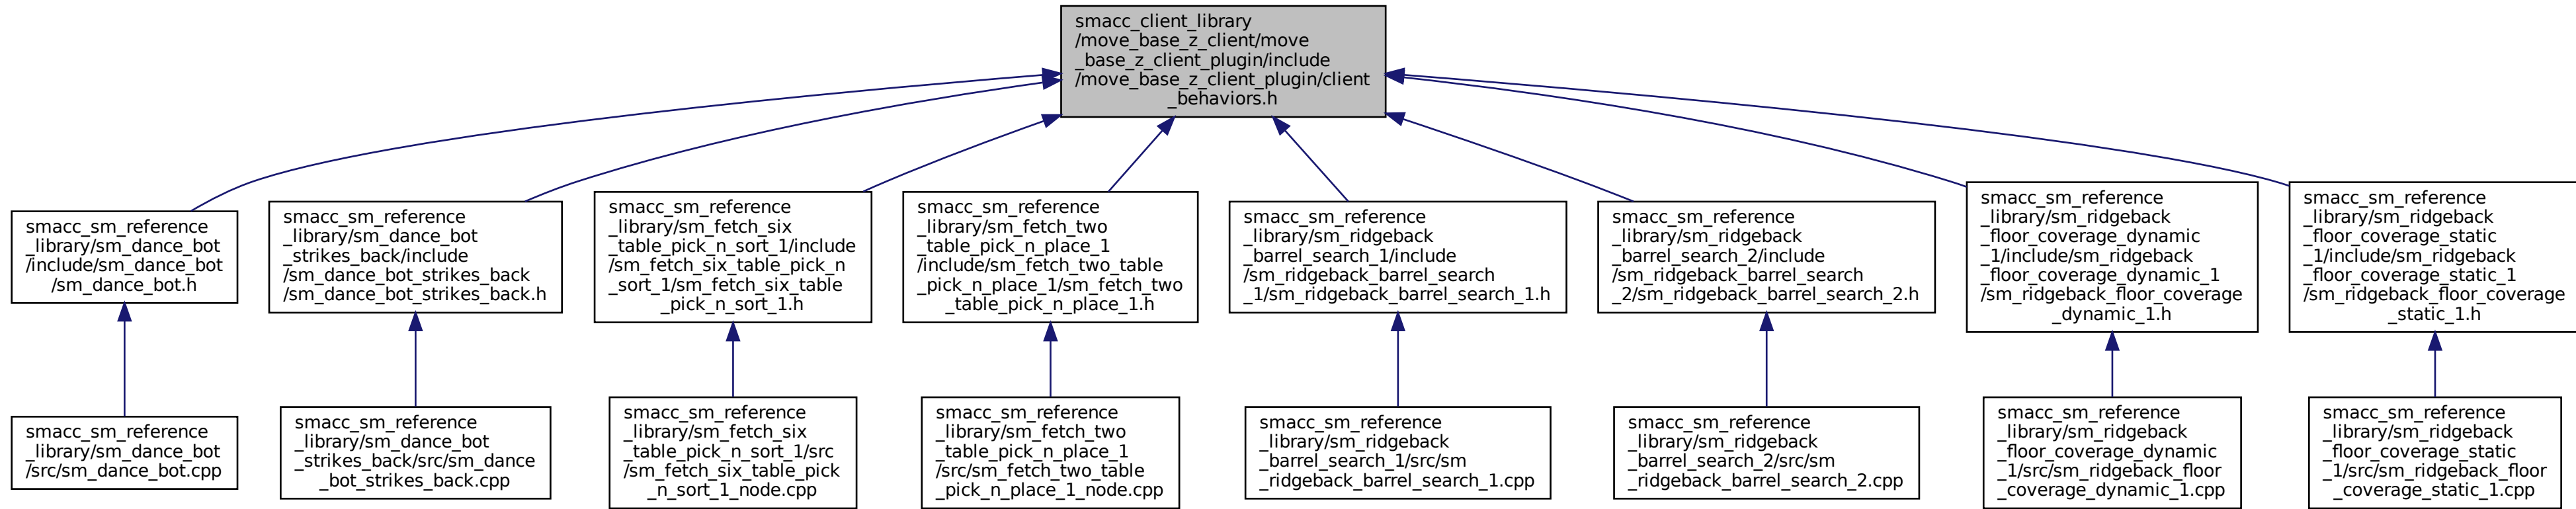 smacc_client_library
/move_base_z_client/move
_base_z_client_plugin/include
/move_base_z_client_plugin/client
_behaviors.h
smacc_sm_reference
_library/sm_dance_bot
/include/sm_dance_bot
/sm_dance_bot.h
smacc_sm_reference
_library/sm_dance_bot
_strikes_back/include
/sm_dance_bot_strikes_back
/sm_dance_bot_strikes_back.h
smacc_sm_reference
_library/sm_fetch_six
_table_pick_n_sort_1/include
/sm_fetch_six_table_pick_n
_sort_1/sm_fetch_six_table
_pick_n_sort_1.h
smacc_sm_reference
_library/sm_fetch_two
_table_pick_n_place_1
/include/sm_fetch_two_table
_pick_n_place_1/sm_fetch_two
_table_pick_n_place_1.h
smacc_sm_reference
_library/sm_ridgeback
_barrel_search_1/include
/sm_ridgeback_barrel_search
_1/sm_ridgeback_barrel_search_1.h
smacc_sm_reference
_library/sm_ridgeback
_barrel_search_2/include
/sm_ridgeback_barrel_search
_2/sm_ridgeback_barrel_search_2.h
smacc_sm_reference
_library/sm_ridgeback
_floor_coverage_dynamic
_1/include/sm_ridgeback
_floor_coverage_dynamic_1
/sm_ridgeback_floor_coverage
_dynamic_1.h
smacc_sm_reference
_library/sm_ridgeback
_floor_coverage_static
_1/include/sm_ridgeback
_floor_coverage_static_1
/sm_ridgeback_floor_coverage
_static_1.h
smacc_sm_reference
_library/sm_dance_bot
/src/sm_dance_bot.cpp
smacc_sm_reference
_library/sm_dance_bot
_strikes_back/src/sm_dance
_bot_strikes_back.cpp
smacc_sm_reference
_library/sm_fetch_six
_table_pick_n_sort_1/src
/sm_fetch_six_table_pick
_n_sort_1_node.cpp
smacc_sm_reference
_library/sm_fetch_two
_table_pick_n_place_1
/src/sm_fetch_two_table
_pick_n_place_1_node.cpp
smacc_sm_reference
_library/sm_ridgeback
_barrel_search_1/src/sm
_ridgeback_barrel_search_1.cpp
smacc_sm_reference
_library/sm_ridgeback
_barrel_search_2/src/sm
_ridgeback_barrel_search_2.cpp
smacc_sm_reference
_library/sm_ridgeback
_floor_coverage_dynamic
_1/src/sm_ridgeback_floor
_coverage_dynamic_1.cpp
smacc_sm_reference
_library/sm_ridgeback
_floor_coverage_static
_1/src/sm_ridgeback_floor
_coverage_static_1.cpp